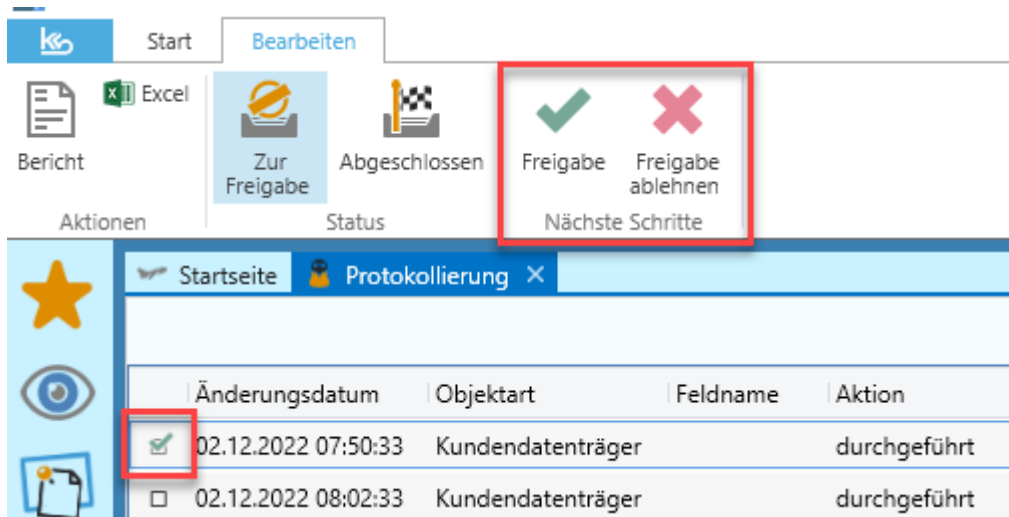 Start Bearbeiten
Excel
Bericht
Zur
Freigabe
Abgeschlossen
Freigabe
Freigabe
ablehnen
Aktionen Status Nächste Schritte
Startseite Protokollierung
Änderungsdatum Objektart Feldname Aktion
02.12.2022 07:50:33 Kundendatenträger durchgeführt
02.12.2022 08:02:33 Kundendatenträger durchgeführt